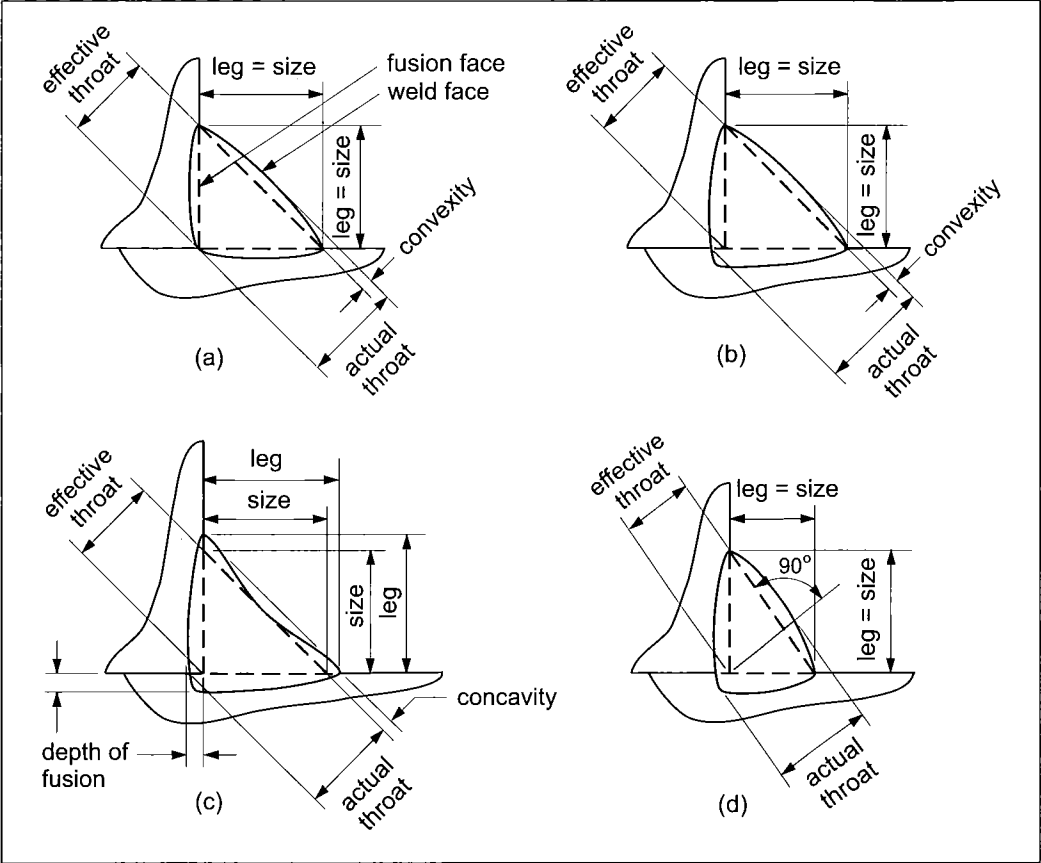 effective
throat
leg = size
fusion face
weld face
leg = size
convexity
actual
throat
(a)
effective
throat
leg = size
leg = size
convexity
actual
throat
(b)
effective
throat
leg
size
size
leg
concavity
depth of
fusion
actual
throat
(c)
effective
throat
leg = size
90°
leg = size
actual
throat
(d)